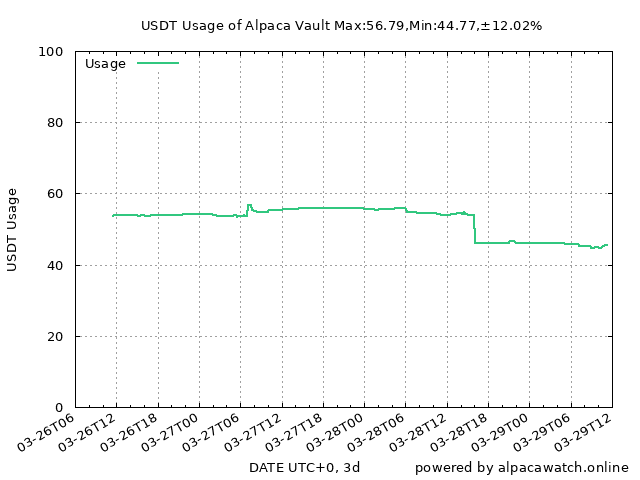 USDT Usage of Alpaca Vault Max:56.79,Min:44.77,±12.02%
Usage
USDT Usage
100
80
60
40
20
0
03-26T06
03-26T12
03-26T18
03-27T00
03-27T06
03-27T12
03-27T18
03-28T00
03-28T06
03-28T12
03-28T18
03-29T00
03-29T06
03-29T12
DATE UTC+0, 3d
powered by alpacawatch.online